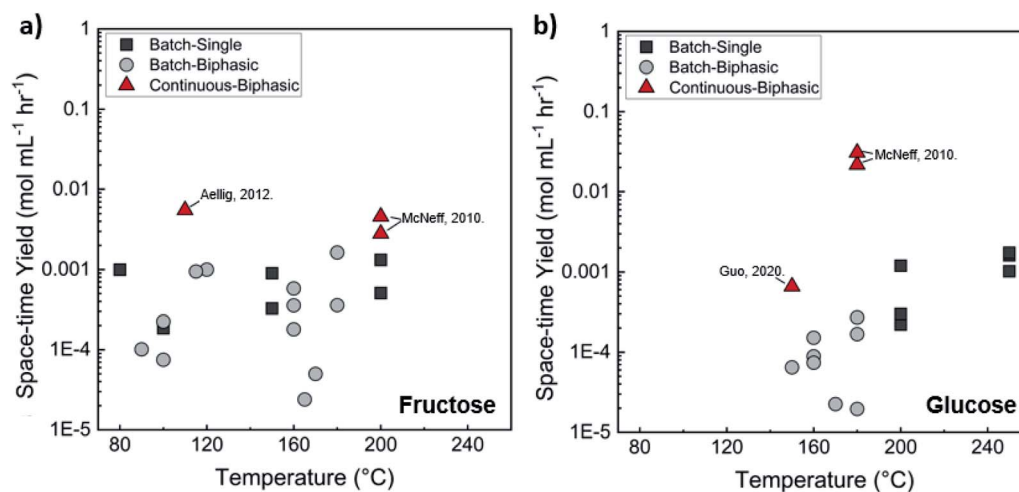 a)
Space-time Yield (mol mL⁻¹ hr⁻¹)
1
0.1
0.01
0.001
1E-4
1E-5
Batch-Single
Batch-Biphasic
Continuous-Biphasic
Aellig, 2012.
McNeff, 2010.
Fructose
80 120 160 200 240
Temperature (°C)
b)
Space-time Yield (mol mL⁻¹ hr⁻¹)
1
0.1
0.01
0.001
1E-4
1E-5
Batch-Single
Batch-Biphasic
Continuous-Biphasic
McNeff, 2010.
Guo, 2020.
Glucose
80 120 160 200 240
Temperature (°C)